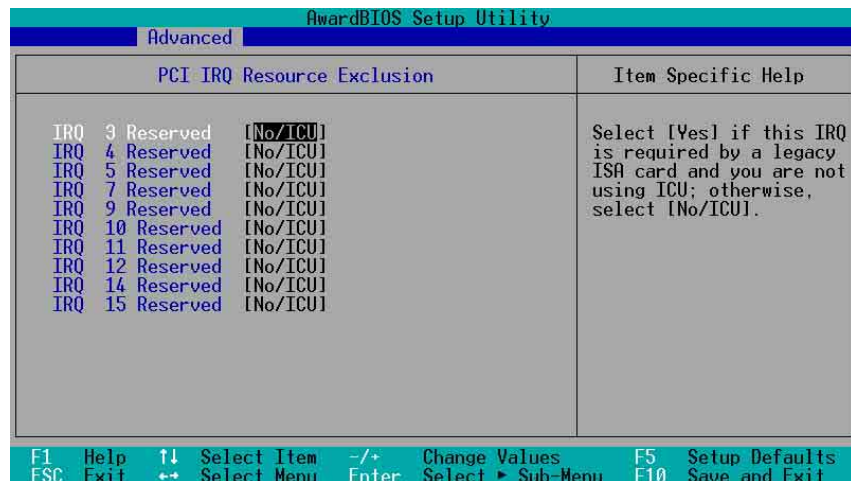 AwardBIOS Setup Utility
Advanced
PCI IRQ Resource Exclusion
IRQ 3 Reserved [No/ICU]
IRQ 4 Reserved [No/ICU]
IRQ 5 Reserved [No/ICU]
IRQ 7 Reserved [No/ICU]
IRQ 9 Reserved [No/ICU]
IRQ 10 Reserved [No/ICU]
IRQ 11 Reserved [No/ICU]
IRQ 12 Reserved [No/ICU]
IRQ 14 Reserved [No/ICU]
IRQ 15 Reserved [No/ICU]
Item Specific Help
Select [Yes] if this IRQ
is required by a legacy
ISA card and you are not
using ICU; otherwise,
select [No/ICU].
F1 Help ↑↓ Select Item -/+ Change Values F5 Setup Defaults
ESC Exit ←→ Select Menu Enter Select ► Sub-Menu F10 Save and Exit